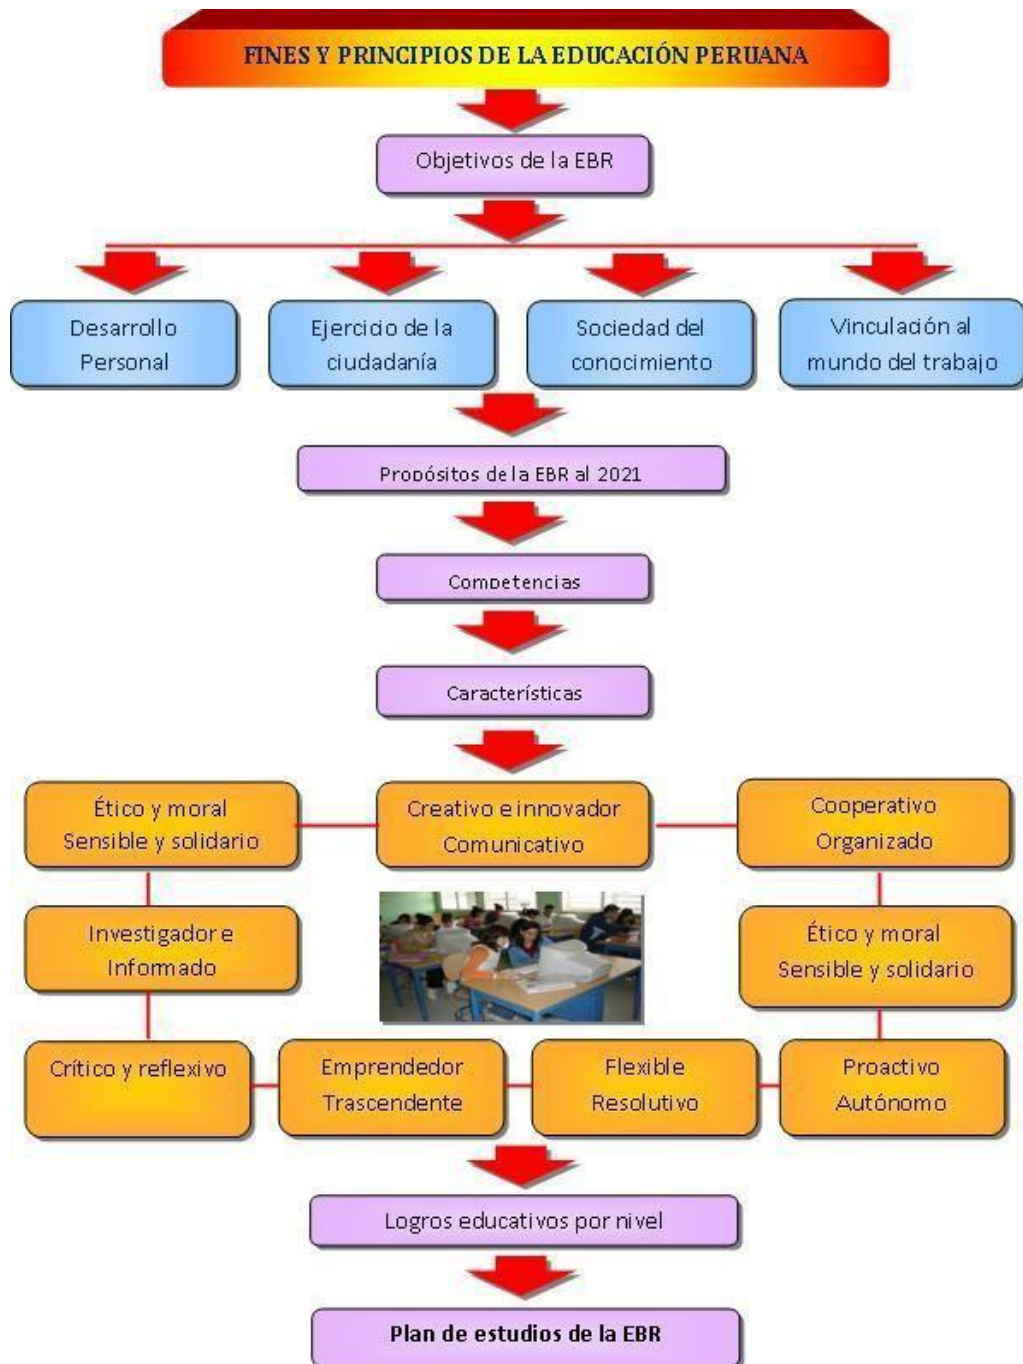 FINES Y PRINCIPIOS DE LA EDUCACIÓN PERUANA
Objetivos de la EBR
Desarrollo
Personal
Ejercicio de la
ciudadanía
Sociedad del
conocimiento
Vinculación al
mundo del trabajo
Propósitos de la EBR al 2021
Competencias
Características
Ético y moral
Sensible y solidario
Creativo e innovador
Comunicativo
Cooperativo
Organizado
Investigador e
Informado
Ético y moral
Sensible y solidario
Crítico y reflexivo
Emprendedor
Trascendente
Flexible
Resolutivo
Proactivo
Autónomo
Logros educativos por nivel
Plan de estudios de la EBR